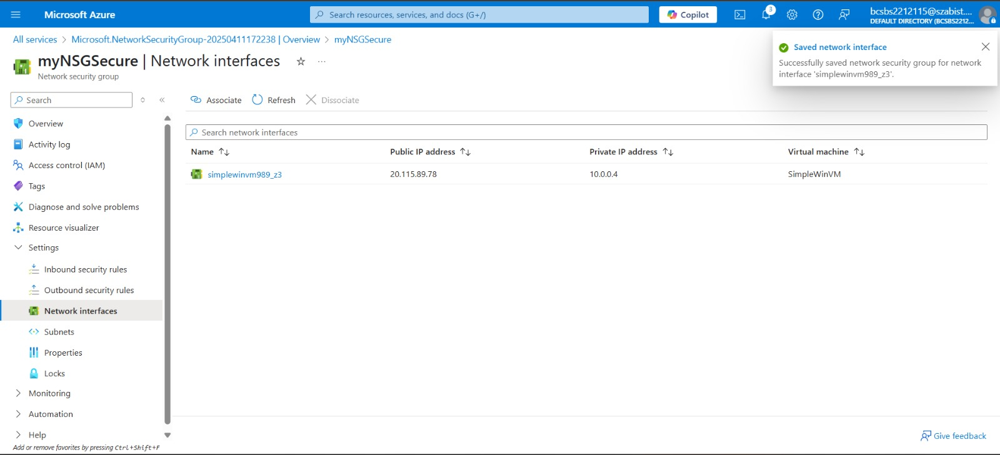 Microsoft Azure
Search resources, services, and docs (G+/)
Copilot
3
bcsbs2212115@szabist....
DEFAULT DIRECTORY (BCSBS2212...
All services > Microsoft.NetworkSecurityGroup-20250411172238 | Overview > myNSGSecure
myNSGSecure | Network interfaces
Network security group
Saved network interface
Successfully saved network security group for network
interface 'simplewinvm989_z3'.
Search
Associate
Refresh
Dissociate
Overview
Activity log
Access control (IAM)
Tags
Diagnose and solve problems
Resource visualizer
Settings
Inbound security rules
Outbound security rules
Network interfaces
Subnets
Properties
Locks
Monitoring
Automation
Help
Add or remove favorites by pressing Ctrl+Shift+F
Search network interfaces
Name Public IP address Private IP address Virtual machine
simplewinvm989_z3 20.115.89.78 10.0.0.4 SimpleWinVM
Give feedback